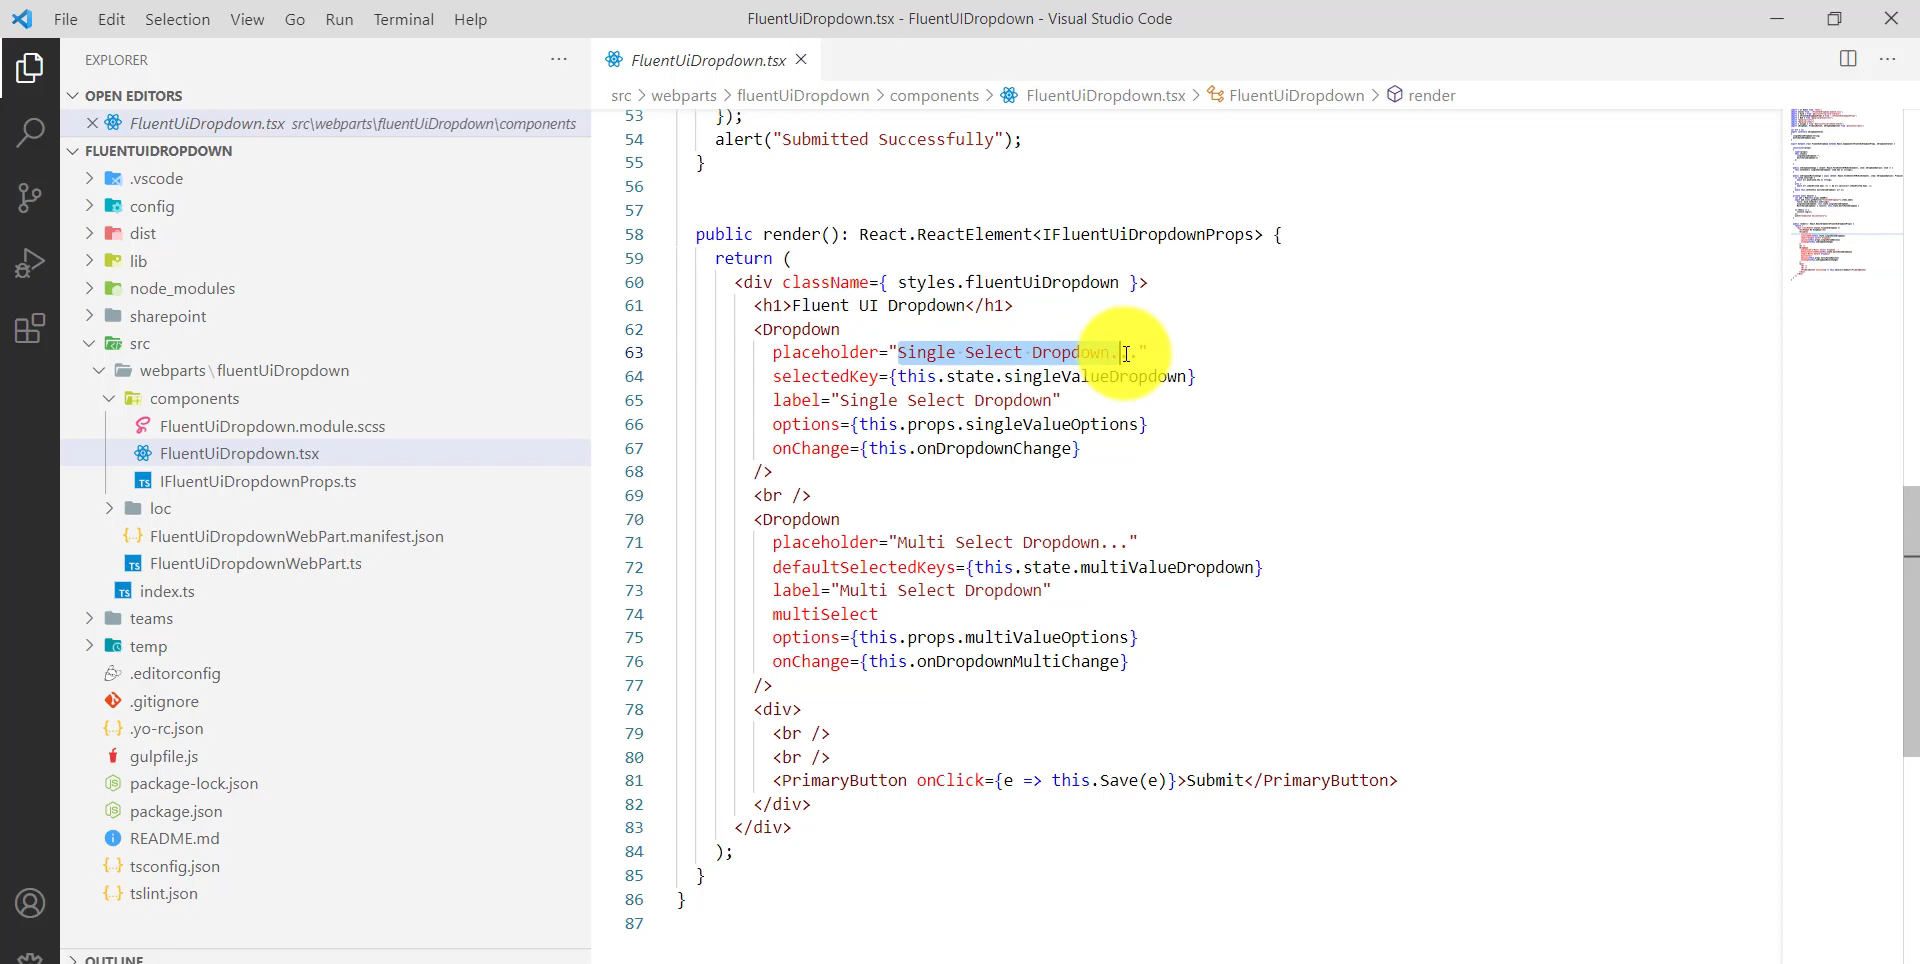 File Edit Selection View Go Run Terminal Help
FluentUiDropdown.tsx - FluentUIDropdown - Visual Studio Code
EXPLORER
OPEN EDITORS
FluentUiDropdown.tsx src\webparts\fluentUiDropdown\components
FLUENTUIDROPDOWN
.vscode
config
dist
lib
node_modules
sharepoint
src
webparts \ fluentUiDropdown
components
FluentUiDropdown.module.scss
FluentUiDropdown.tsx
IFluentUiDropdownProps.ts
loc
FluentUiDropdownWebPart.manifest.json
FluentUiDropdownWebPart.ts
index.ts
teams
temp
.editorconfig
.gitignore
.yo-rc.json
gulpfile.js
package-lock.json
package.json
README.md
tsconfig.json
tslint.json
OUTLINE
FluentUiDropdown.tsx
src > webparts > fluentUiDropdown > components > FluentUiDropdown.tsx > FluentUiDropdown > render
53 });
54 alert("Submitted Successfully");
55 }
56
57
58 public render(): React.ReactElement<IFluentUiDropdownProps> {
59 return (
60 <div className={ styles.fluentUiDropdown }>
61 <h1>Fluent UI Dropdown</h1>
62 <Dropdown
63 placeholder="Single Select Dropdown..."
64 selectedKey={this.state.singleValueDropdown}
65 label="Single Select Dropdown"
66 options={this.props.singleValueOptions}
67 onChange={this.onDropdownChange}
68 />
69 <br />
70 <Dropdown
71 placeholder="Multi Select Dropdown..."
72 defaultSelectedKeys={this.state.multiValueDropdown}
73 label="Multi Select Dropdown"
74 multiSelect
75 options={this.props.multiValueOptions}
76 onChange={this.onDropdownMultiChange}
77 />
78 <div>
79 <br />
80 <br />
81 <PrimaryButton onClick={e => this.Save(e)}>Submit</PrimaryButton>
82 </div>
83 </div>
84 );
85 }
86 }
87